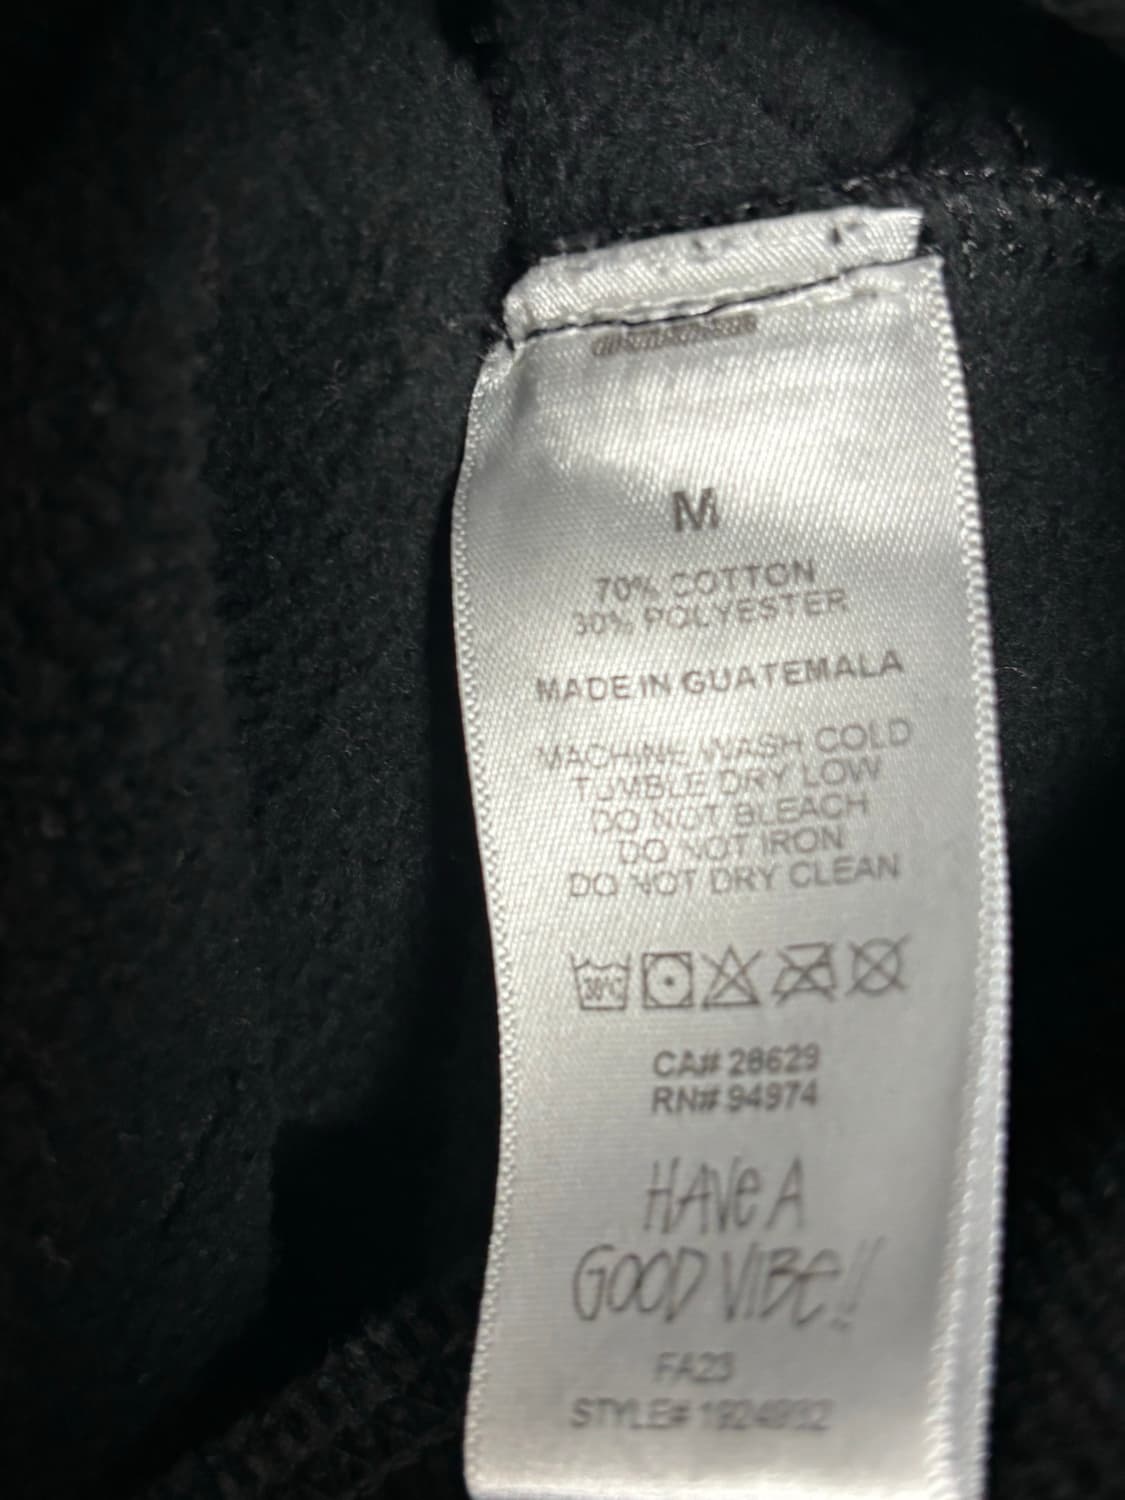 M
70% COTTON
30% POLYESTER
MADE IN GUATEMALA
MACHINE WASH COLD
TUMBLE DRY LOW
DO NOT BLEACH
DO NOT IRON
DO NOT DRY CLEAN
30°C
CA# 28629
RN# 94974
HAVE A
GOOD VIBE!!
FA23
STYLE#